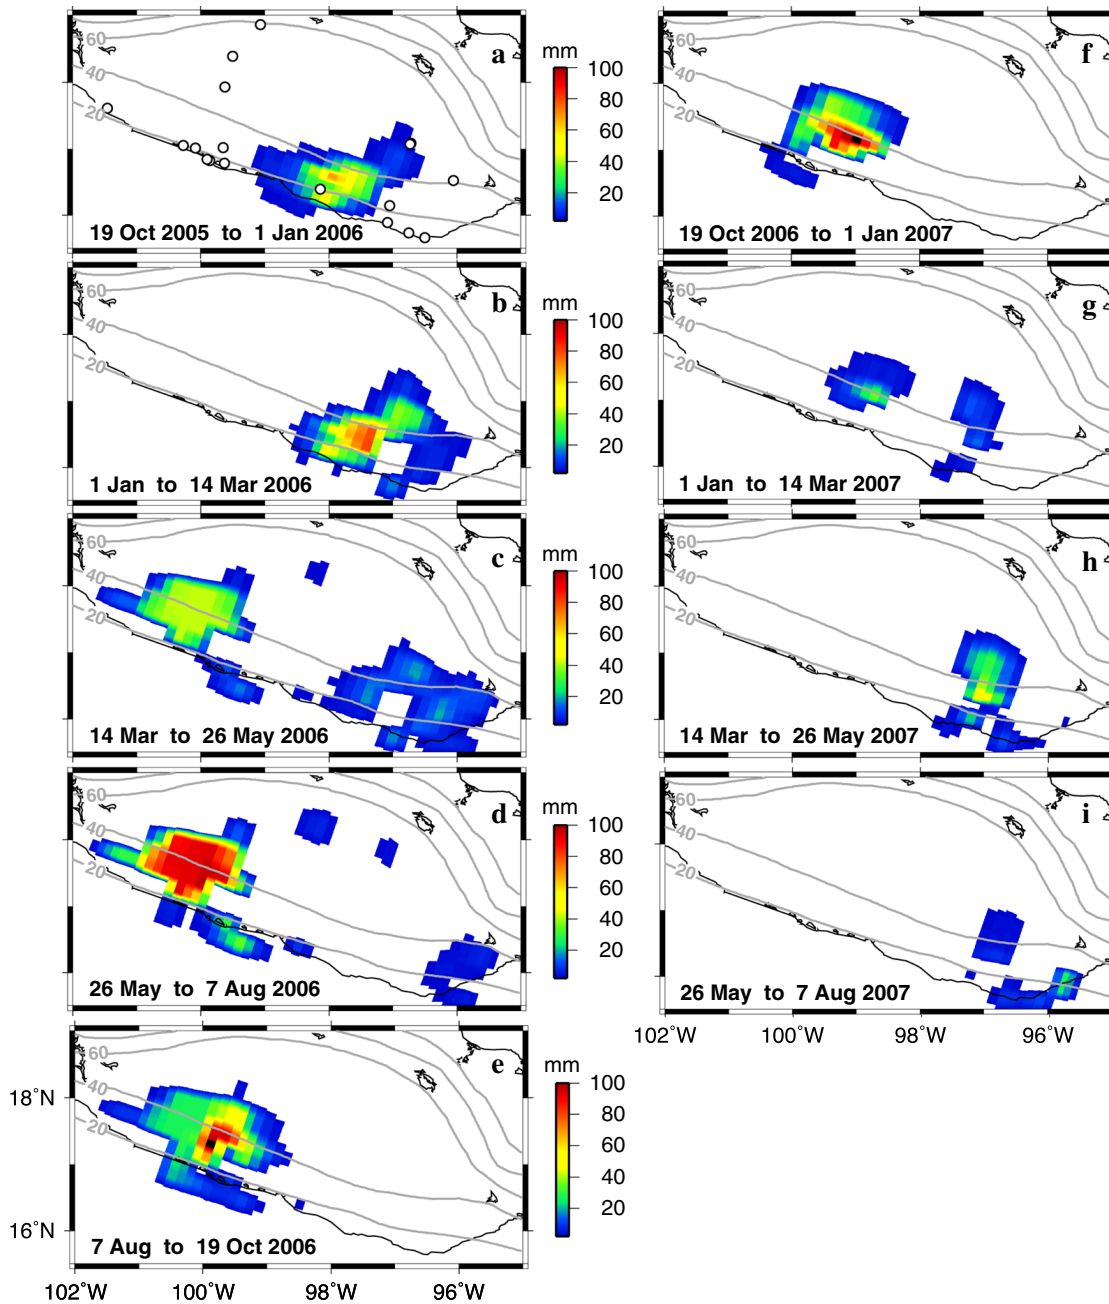 a
60
40
20
19 Oct 2005 to 1 Jan 2006
mm
100
80
60
40
20
f
60
40
20
19 Oct 2006 to 1 Jan 2007
b
60
40
20
1 Jan to 14 Mar 2006
mm
100
80
60
40
20
g
60
40
20
1 Jan to 14 Mar 2007
c
60
40
20
14 Mar to 26 May 2006
mm
100
80
60
40
20
h
60
40
20
14 Mar to 26 May 2007
d
60
40
20
26 May to 7 Aug 2006
mm
100
80
60
40
20
i
60
40
20
26 May to 7 Aug 2007
102°W 100°W 98°W 96°W
e
60
40
20
18°N
16°N
7 Aug to 19 Oct 2006
mm
100
80
60
40
20
102°W 100°W 98°W 96°W